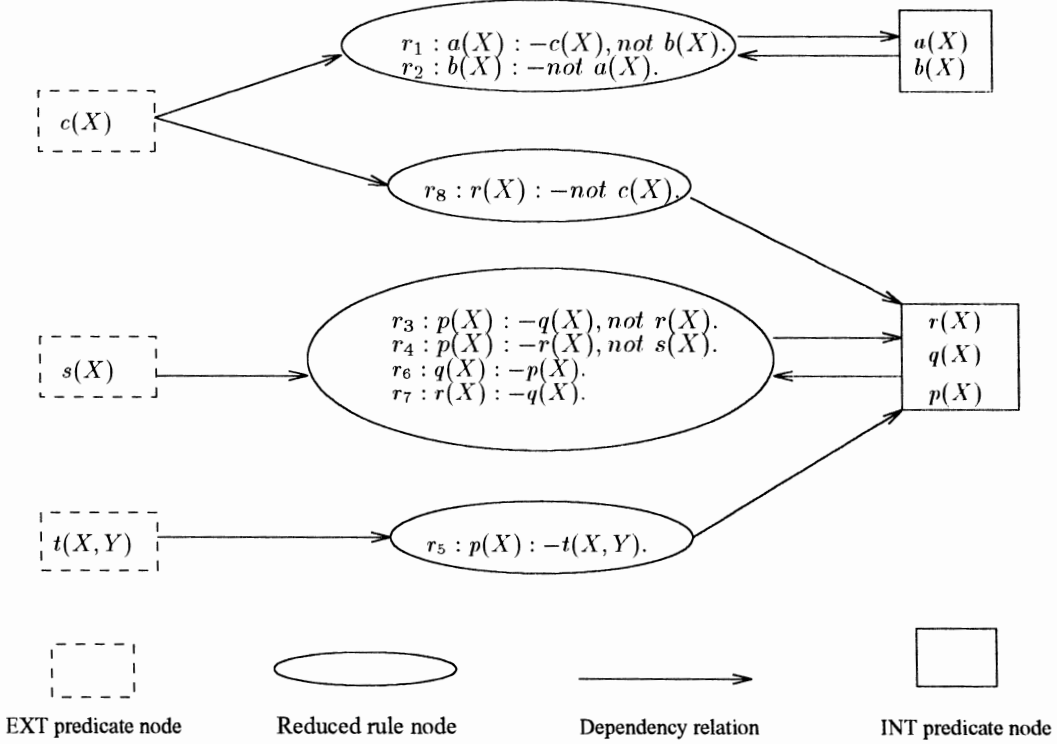 r₁ : a(X) : −c(X), not b(X).
r₂ : b(X) : −not a(X).
a(X)
b(X)
c(X)
r₈ : r(X) : −not c(X).
r₃ : p(X) : −q(X), not r(X).
r₄ : p(X) : −r(X), not s(X).
r₆ : q(X) : −p(X).
r₇ : r(X) : −q(X).
r(X)
q(X)
p(X)
s(X)
t(X, Y)
r₅ : p(X) : −t(X, Y).
EXT predicate node
Reduced rule node
Dependency relation
INT predicate node